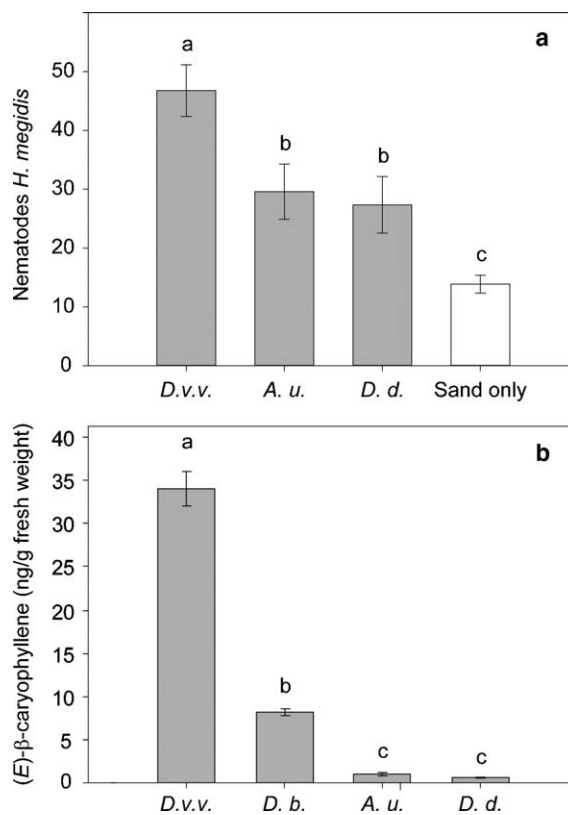 a
a
b
b
c
50
40
30
20
10
0
Nematodes H. megidis
D.v.v. A. u. D. d. Sand only
b
a
b
c
c
40
35
30
25
20
15
10
5
0
(E)-β-caryophyllene (ng/g fresh weight)
D.v.v. D. b. A. u. D. d.